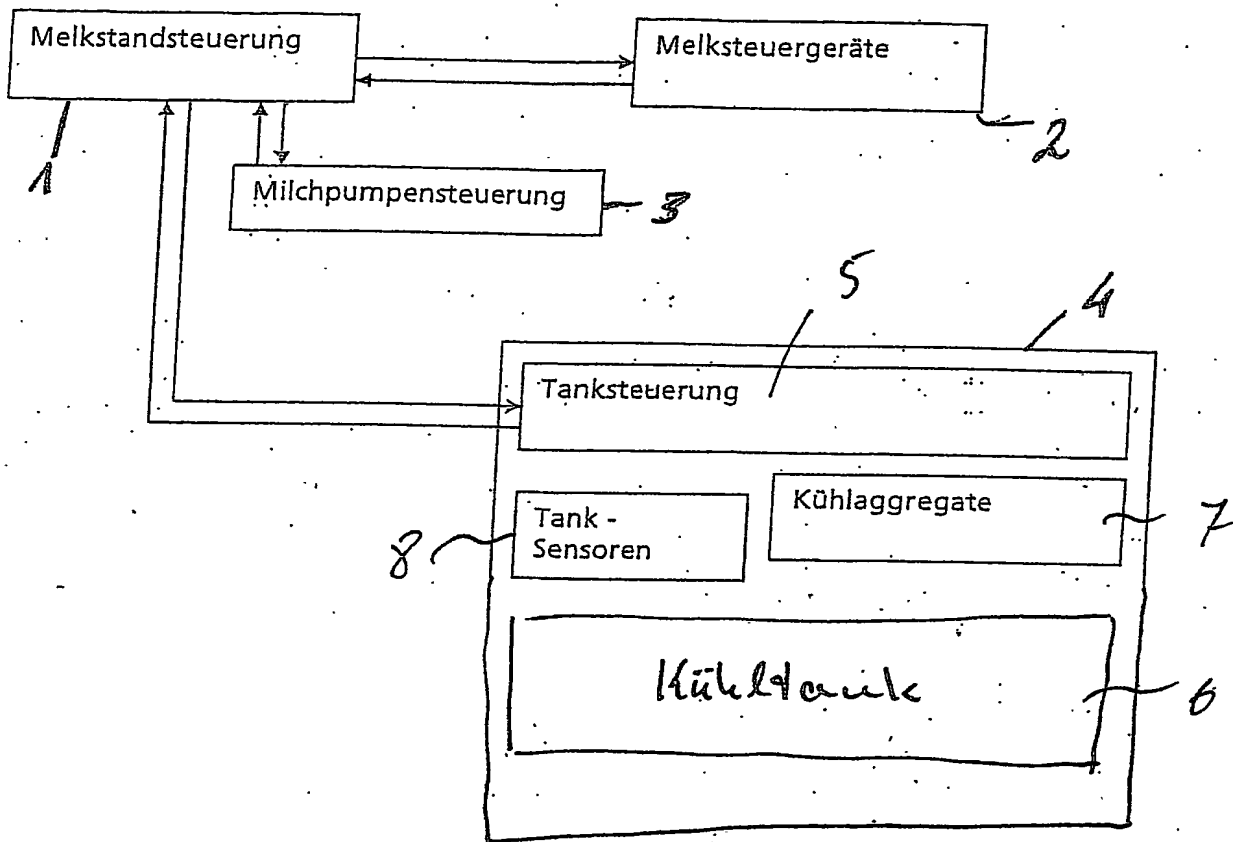 Melkstandsteuerung
Melksteuergeräte
1
2
Milchpumpensteuerung
3
5
4
Tanksteuerung
Kühlaggregate
7
Tank -
Sensoren
8
Kühltank
6